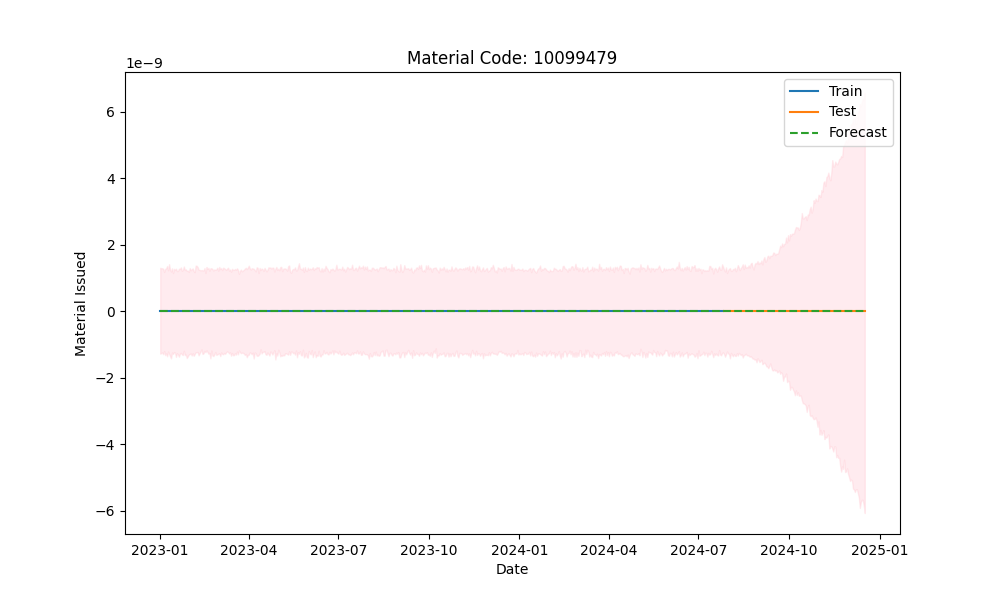 Material Code: 10099479
1e−9
Train
Test
Forecast
6
4
2
0
−2
−4
−6
Material Issued
2023-01 2023-04 2023-07 2023-10 2024-01 2024-04 2024-07 2024-10 2025-01
Date